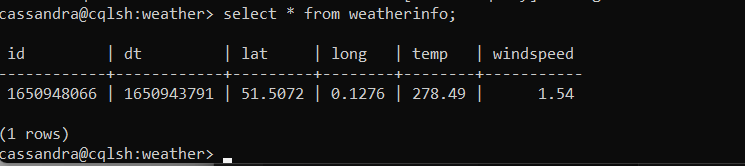 cassandra@cqlsh:weather> select * from weatherinfo;
 id         | dt         | lat     | long   | temp   | windspeed
------------+------------+---------+--------+--------+-----------
 1650948066 | 1650943791 | 51.5072 | 0.1276 | 278.49 |      1.54
(1 rows)
cassandra@cqlsh:weather>